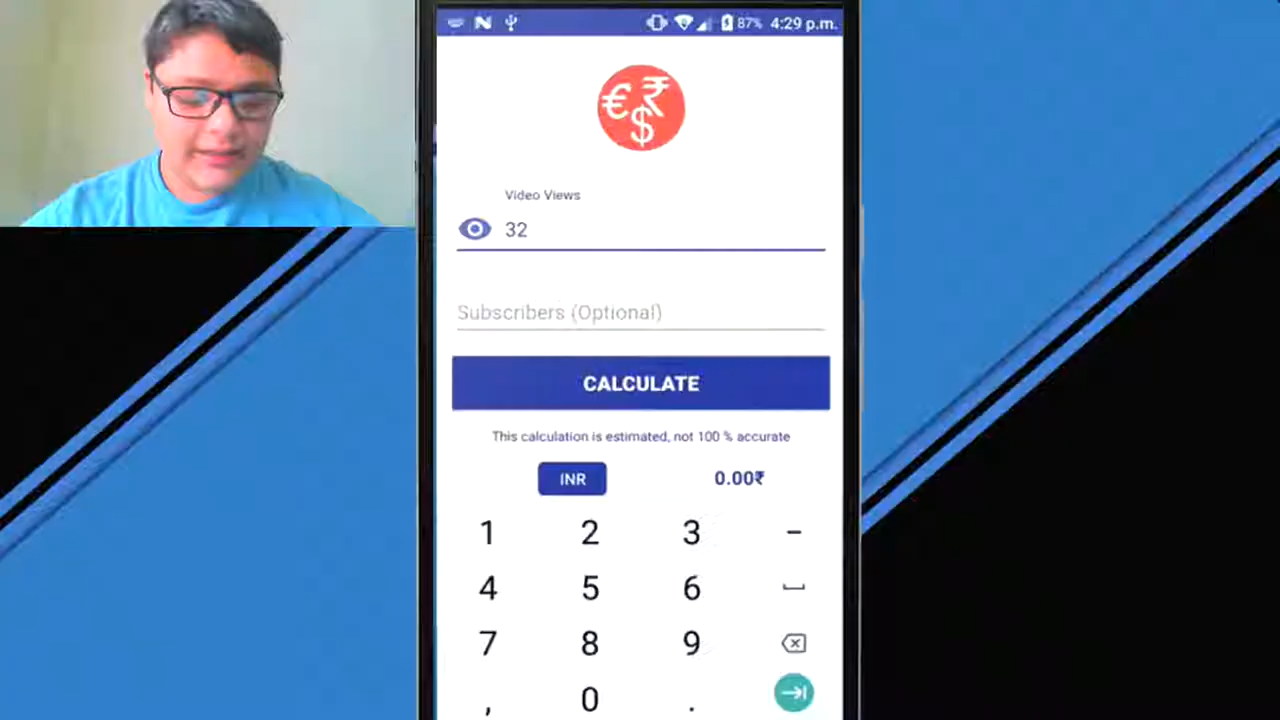 87% 4:29 p.m.
€ ₹
$
Video Views
32
Subscribers (Optional)
CALCULATE
This calculation is estimated, not 100 % accurate
INR 0.00₹
1 2 3 -
4 5 6
7 8 9
, 0 .